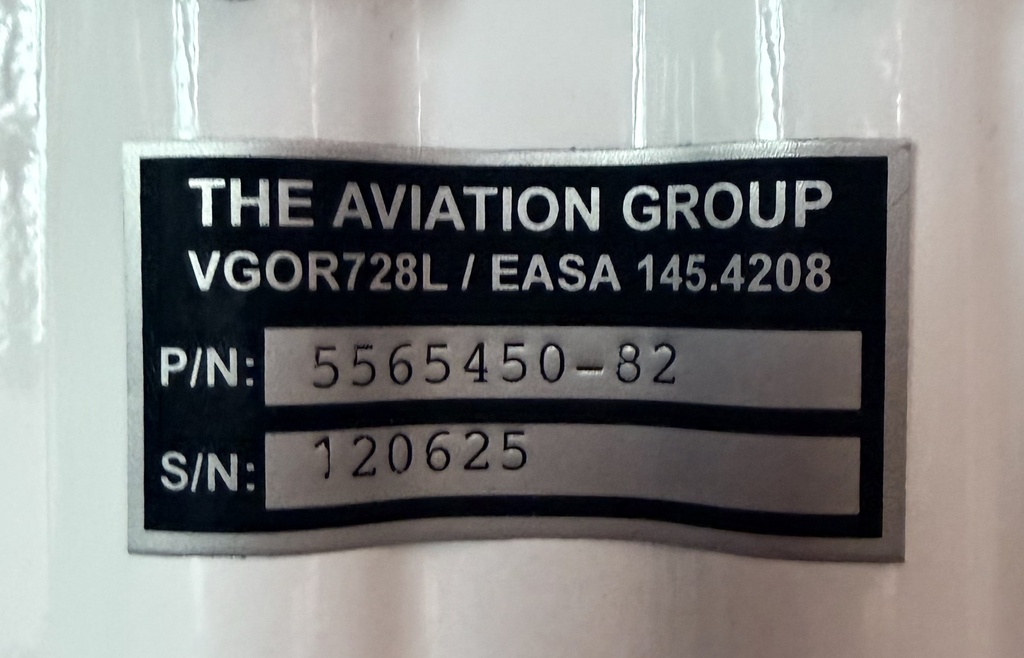 THE AVIATION GROUP
VGOR728L / EASA 145.4208
P/N: 5565450-82
S/N: 120625